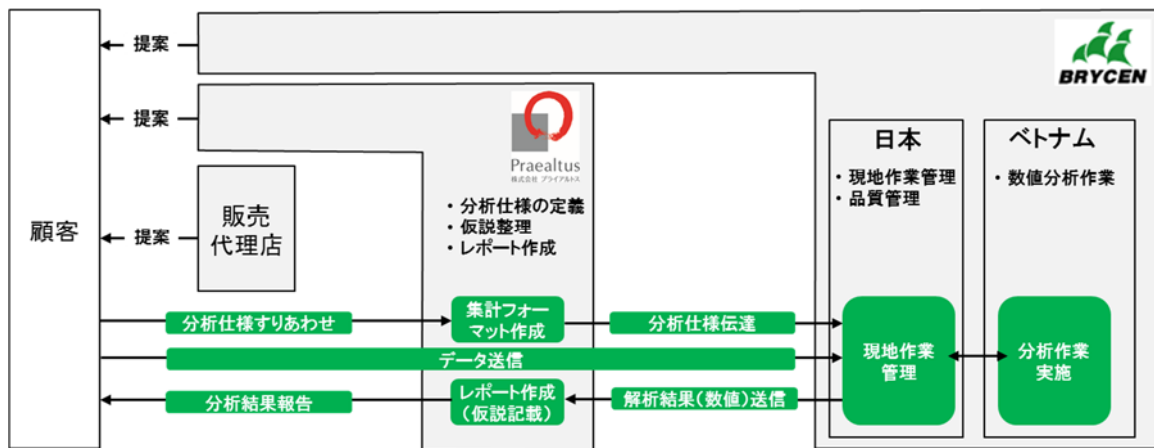 提案
BRYCEN
提案
Praealtus
株式会社 プライアルトス
日本
ベトナム
・現地作業管理
・品質管理
・数値分析作業
・分析仕様の定義
・仮説整理
・レポート作成
顧客
提案
販売
代理店
分析仕様すりあわせ
集計フォー
マット作成
分析仕様伝達
データ送信
現地作業
管理
分析作業
実施
分析結果報告
レポート作成
(仮説記載)
解析結果(数値)送信